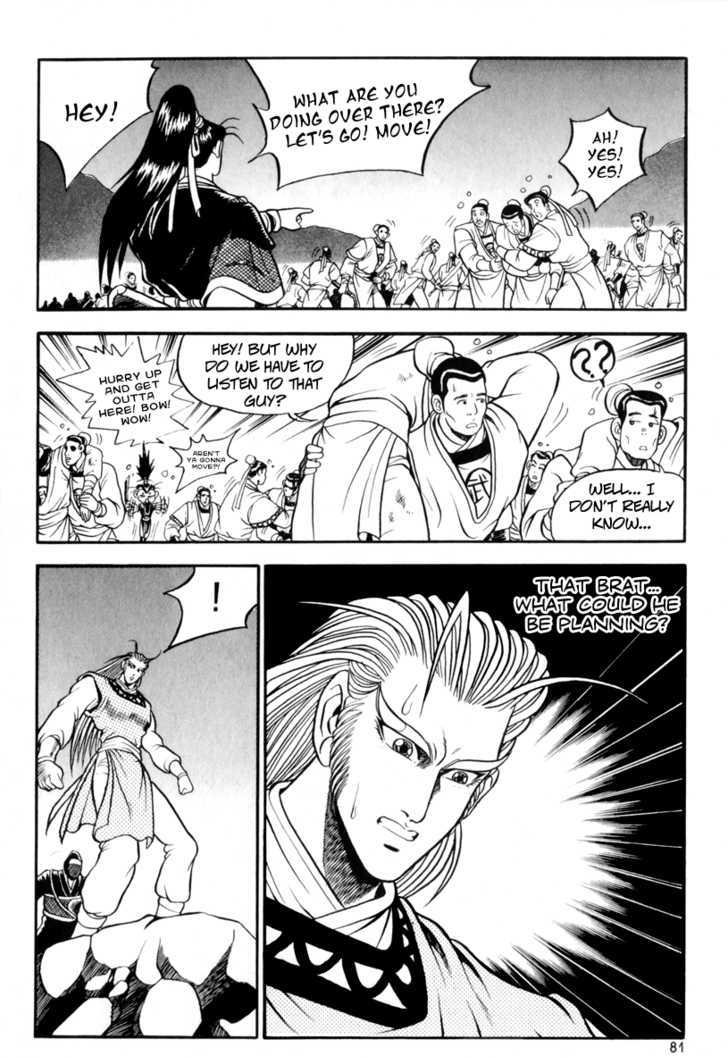 HEY!
WHAT ARE YOU
DOING OVER THERE?
LET'S GO! MOVE!
AH!
YES!
YES!
HURRY UP
AND GET
OUTTA
HERE! BOW!
WOW!
AREN'T
YA GONNA
MOVE?!
HEY! BUT WHY
DO WE HAVE TO
LISTEN TO THAT
GUY?
??
武
WELL... I
DON'T REALLY
KNOW...
!
THAT BRAT...
WHAT COULD HE
BE PLANNING?
81